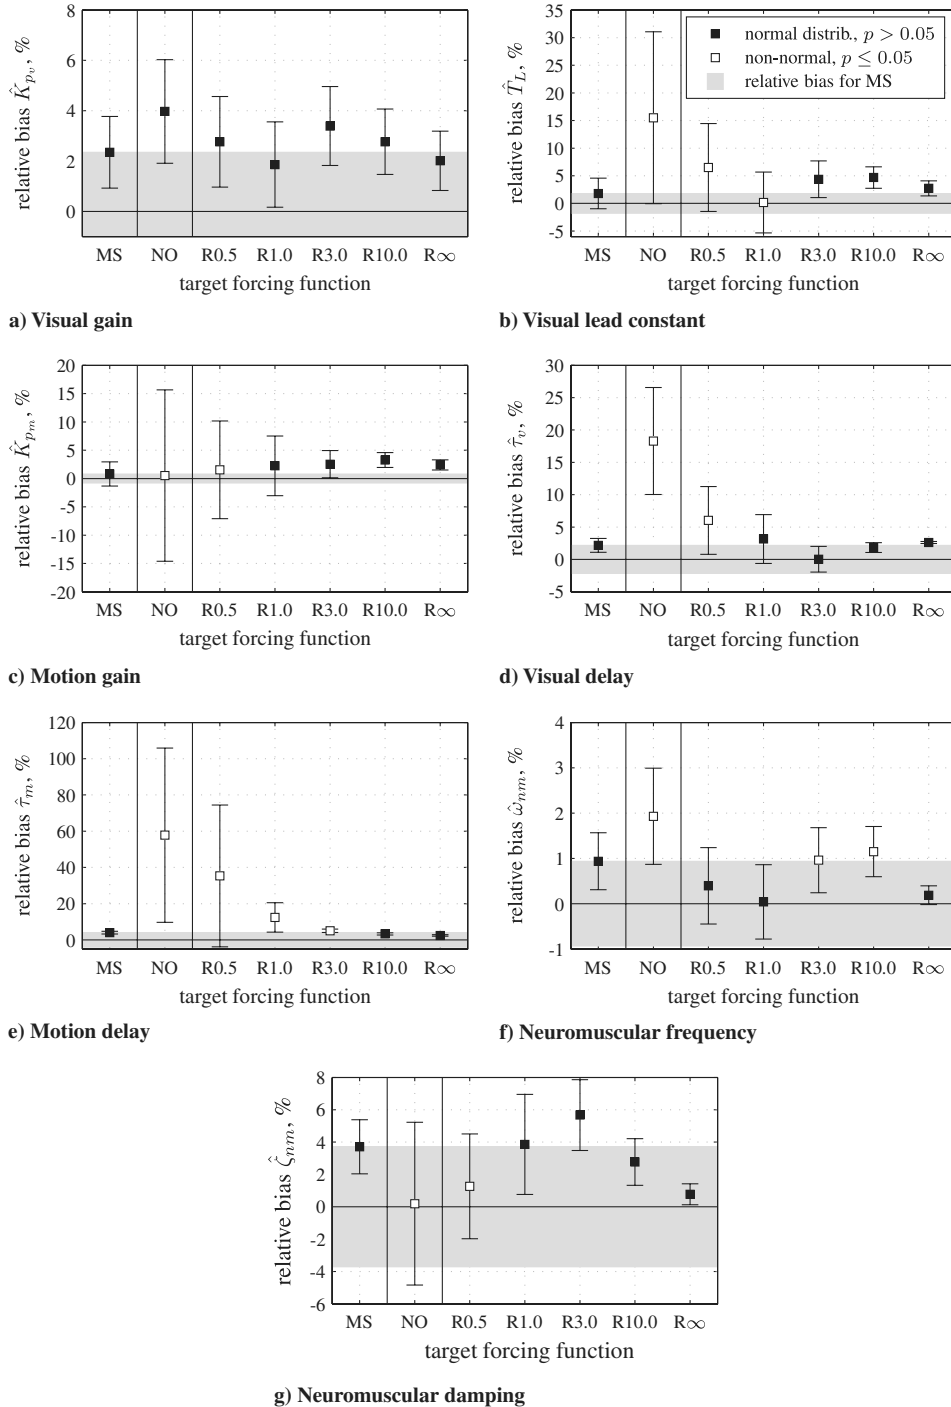 relative bias K̂pv, %
8
6
4
2
0
MS NO R0.5 R1.0 R3.0 R10.0 R∞
target forcing function
a) Visual gain
relative bias T̂L, %
35
30
25
20
15
10
5
0
-5
normal distrib., p > 0.05
non-normal, p ≤ 0.05
relative bias for MS
MS NO R0.5 R1.0 R3.0 R10.0 R∞
target forcing function
b) Visual lead constant
relative bias K̂pm, %
20
15
10
5
0
-5
-10
-15
-20
MS NO R0.5 R1.0 R3.0 R10.0 R∞
target forcing function
c) Motion gain
relative bias τ̂v, %
30
25
20
15
10
5
0
-5
MS NO R0.5 R1.0 R3.0 R10.0 R∞
target forcing function
d) Visual delay
relative bias τ̂m, %
120
100
80
60
40
20
0
MS NO R0.5 R1.0 R3.0 R10.0 R∞
target forcing function
e) Motion delay
relative bias ω̂nm, %
4
3
2
1
0
-1
MS NO R0.5 R1.0 R3.0 R10.0 R∞
target forcing function
f) Neuromuscular frequency
relative bias ζ̂nm, %
8
6
4
2
0
-2
-4
-6
MS NO R0.5 R1.0 R3.0 R10.0 R∞
target forcing function
g) Neuromuscular damping